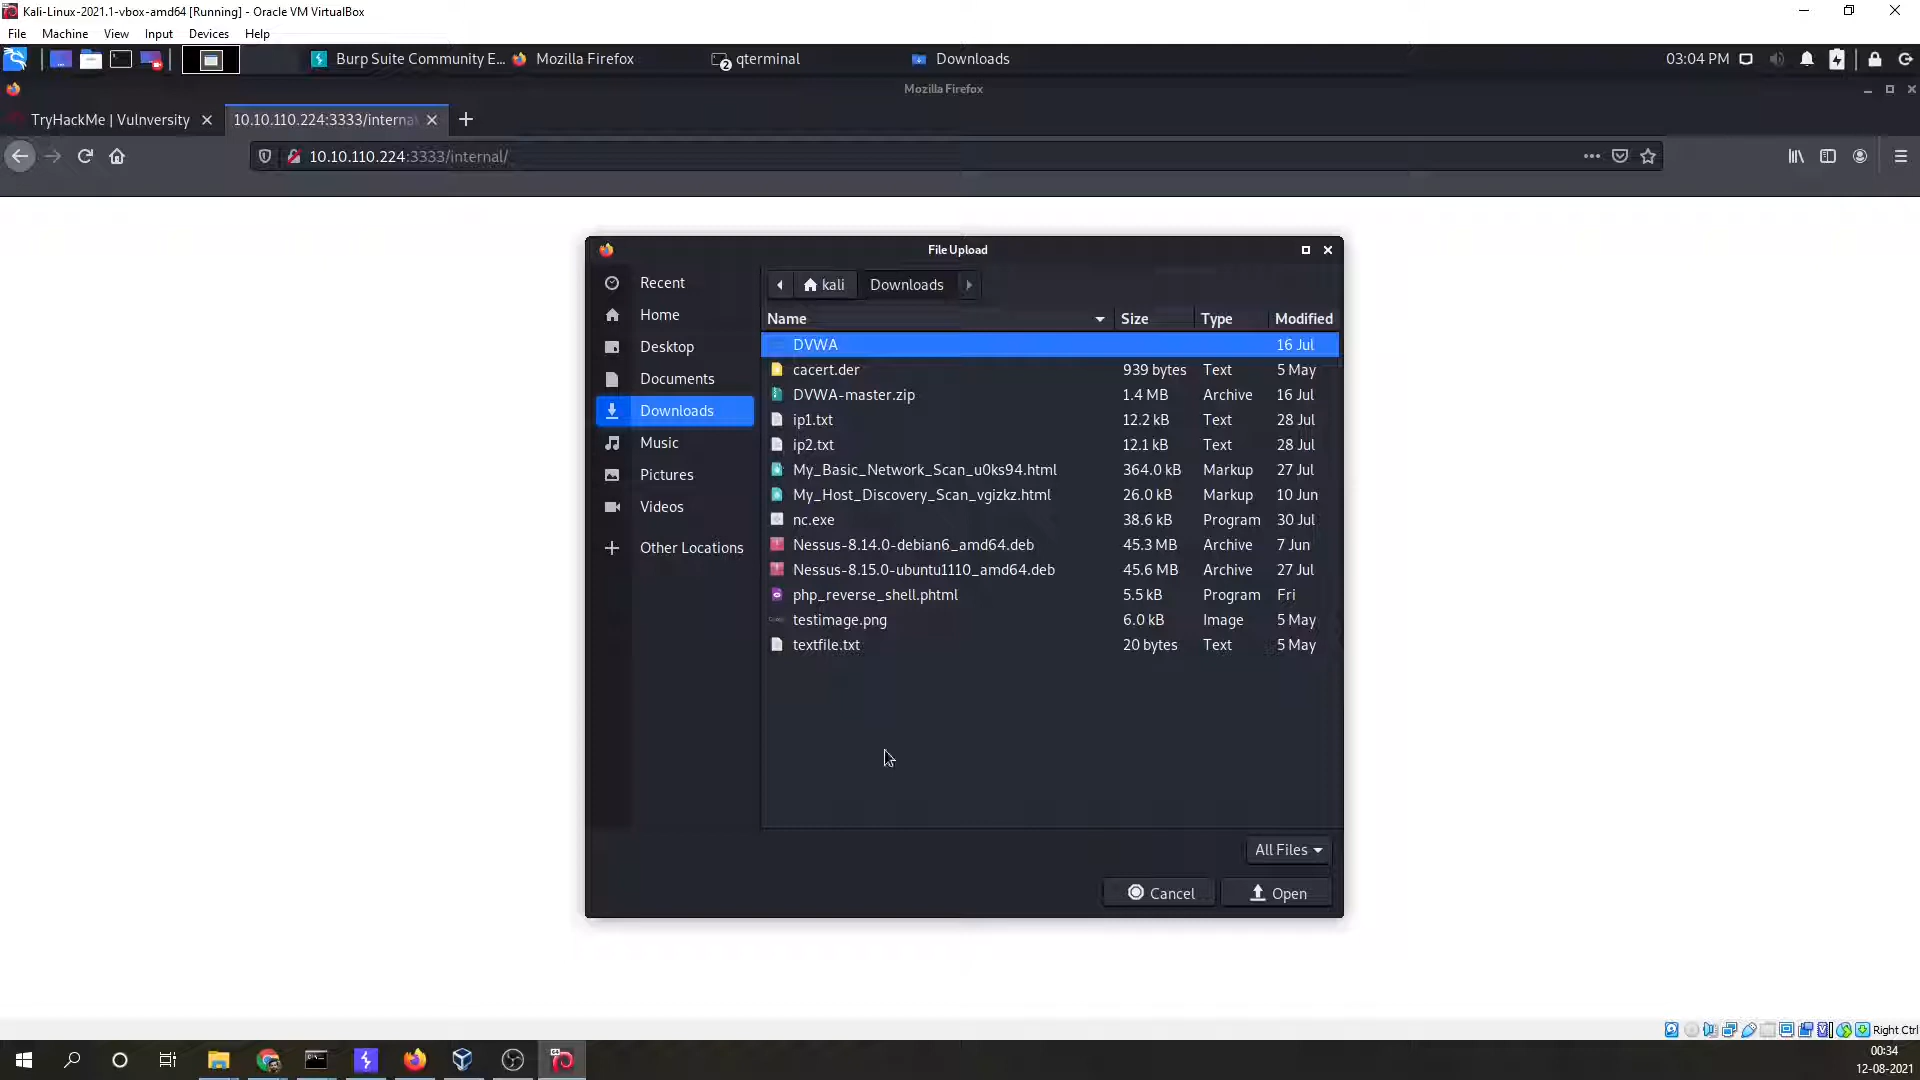 Kali-Linux-2021.1-vbox-amd64 [Running] - Oracle VM VirtualBox
File Machine View Input Devices Help
Burp Suite Community E... Mozilla Firefox 2 qterminal Downloads 03:04 PM
Mozilla Firefox
TryHackMe | Vulnversity 10.10.110.224:3333/interna
10.10.110.224:3333/internal/
File Upload
Recent
Home
Desktop
Documents
Downloads
Music
Pictures
Videos
Other Locations
kali Downloads
Name Size Type Modified
DVWA 16 Jul
cacert.der 939 bytes Text 5 May
DVWA-master.zip 1.4 MB Archive 16 Jul
ip1.txt 12.2 kB Text 28 Jul
ip2.txt 12.1 kB Text 28 Jul
My_Basic_Network_Scan_u0ks94.html 364.0 kB Markup 27 Jul
My_Host_Discovery_Scan_vgizkz.html 26.0 kB Markup 10 Jun
nc.exe 38.6 kB Program 30 Jul
Nessus-8.14.0-debian6_amd64.deb 45.3 MB Archive 7 Jun
Nessus-8.15.0-ubuntu1110_amd64.deb 45.6 MB Archive 27 Jul
php_reverse_shell.phtml 5.5 kB Program Fri
testimage.png 6.0 kB Image 5 May
textfile.txt 20 bytes Text 5 May
All Files
Cancel Open
Right Ctrl
00:34
12-08-2021